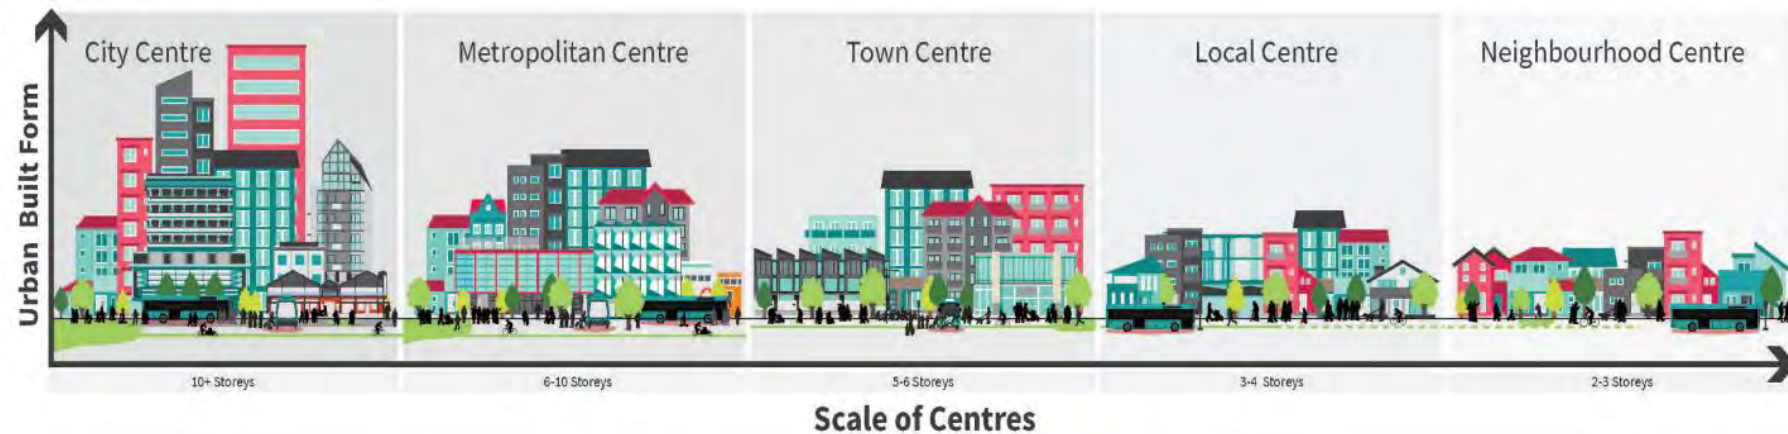 Urban Built Form
City Centre
Metropolitan Centre
Town Centre
Local Centre
Neighbourhood Centre
10+ Storeys
6-10 Storeys
5-6 Storeys
3-4 Storeys
2-3 Storeys
Scale of Centres